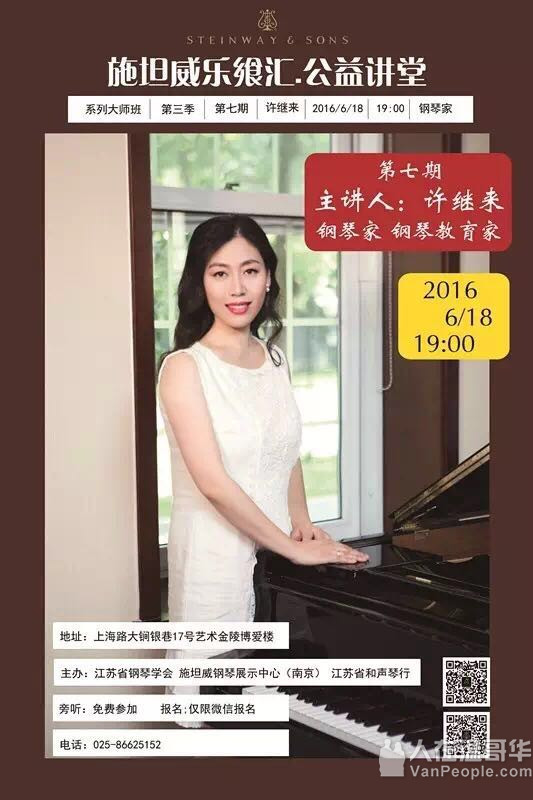 STEINWAY & SONS
施坦威乐飨汇.公益讲堂
系列大师班 第三季 第七期 许继来 2016/6/18 19:00 钢琴家
第七期
主讲人：许继来
钢琴家 钢琴教育家
2016
6/18
19:00
地址：上海路大锏银巷17号艺术金陵博爱楼
主办：江苏省钢琴学会 施坦威钢琴展示中心（南京） 江苏省和声琴行
旁听：免费参加 报名;仅限微信报名
电话：025-86625152
人在温哥华
VanPeople.com